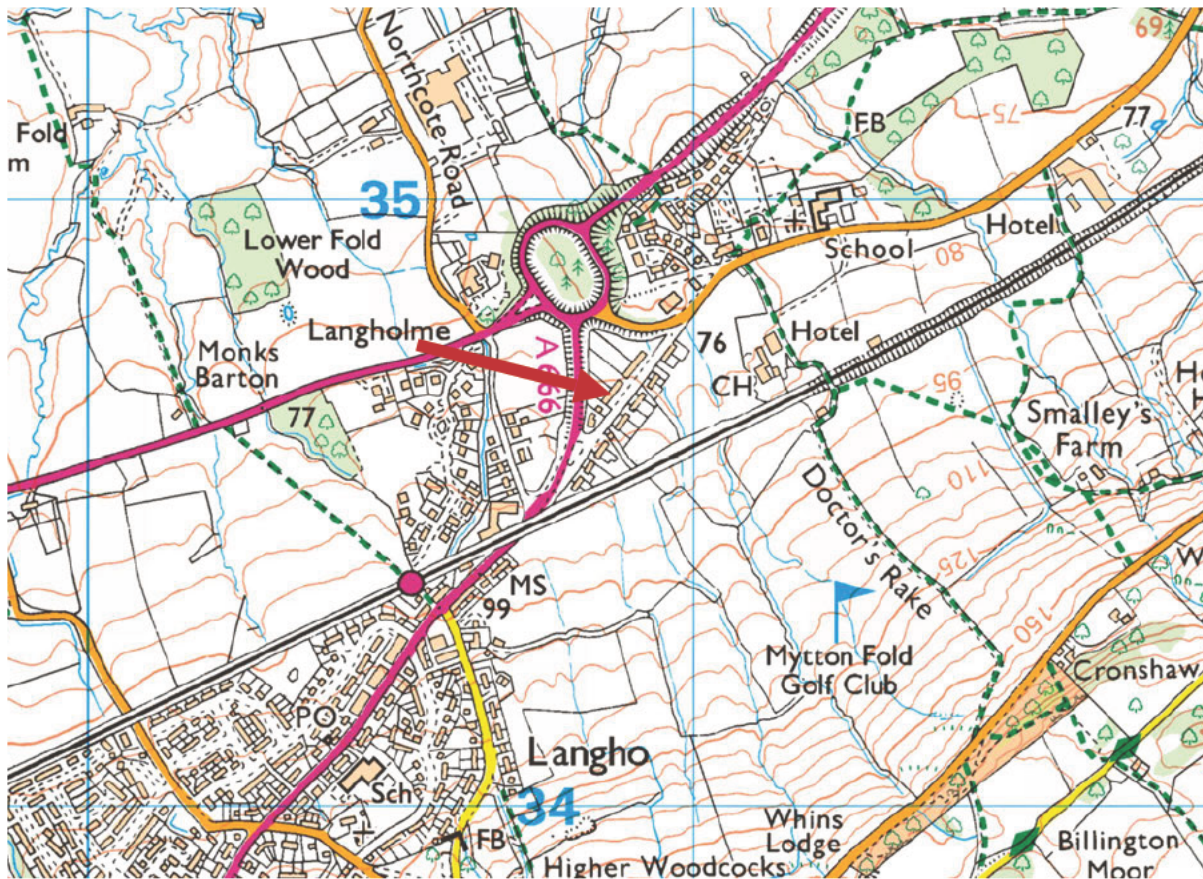 69
Northcote
Road
77
Fold
m
FB
75
35
Lower Fold
Wood
School
Hotel
80
Langholme
76
Hotel
Monks
Barton
A 666
CH
95
Ho
H
77
Smalley's
Farm
110
Doctor's Rake
125
W
MS
99
150
Mytton Fold
Golf Club
Cronshaw
PO
Langho
Sch
34
Whins
Lodge
FB
Higher Woodcocks
Billington
Moor